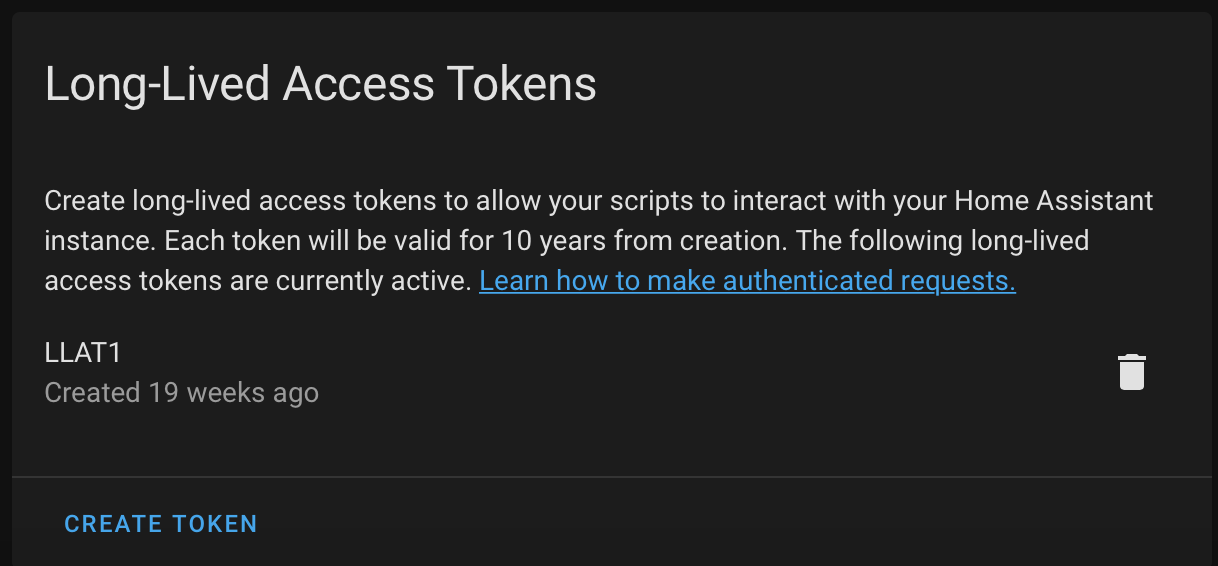 Long-Lived Access Tokens
Create long-lived access tokens to allow your scripts to interact with your Home Assistant
instance. Each token will be valid for 10 years from creation. The following long-lived
access tokens are currently active. Learn how to make authenticated requests.
LLAT1
Created 19 weeks ago
CREATE TOKEN